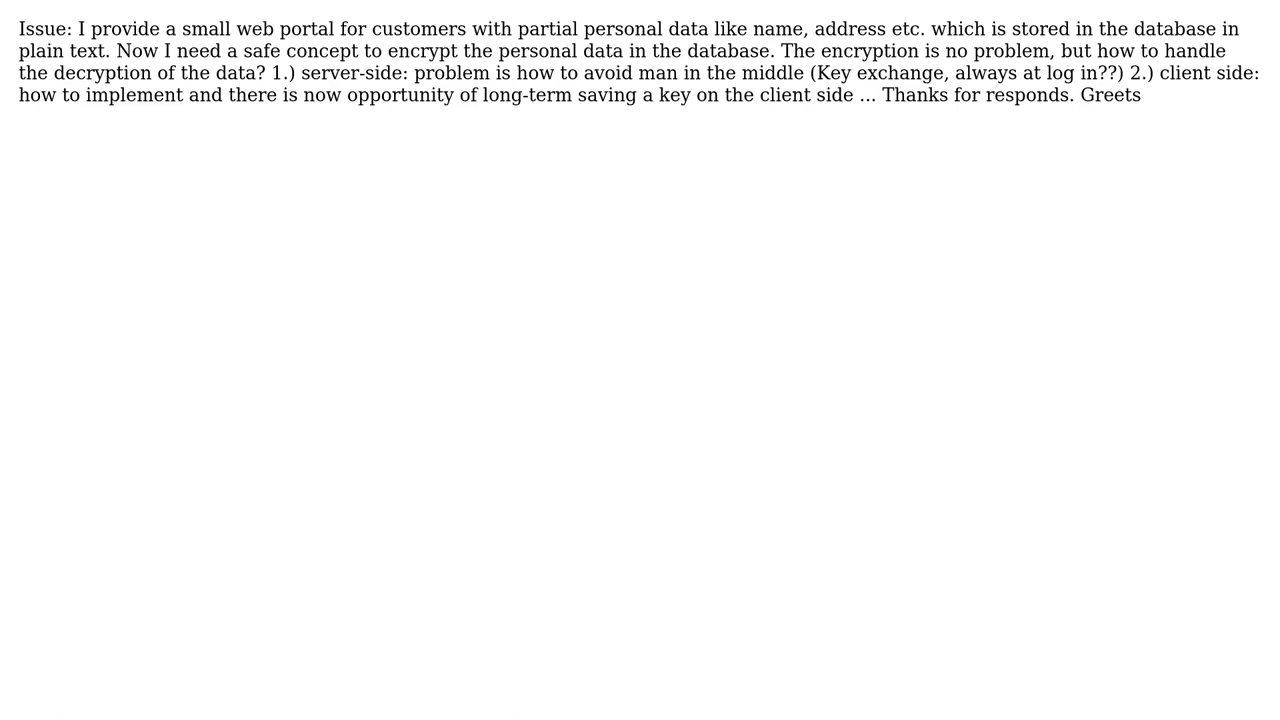 Issue: I provide a small web portal for customers with partial personal data like name, address etc. which is stored in the database in
plain text. Now I need a safe concept to encrypt the personal data in the database. The encryption is no problem, but how to handle
the decryption of the data? 1.) server-side: problem is how to avoid man in the middle (Key exchange, always at log in??) 2.) client side:
how to implement and there is now opportunity of long-term saving a key on the client side ... Thanks for responds. Greets